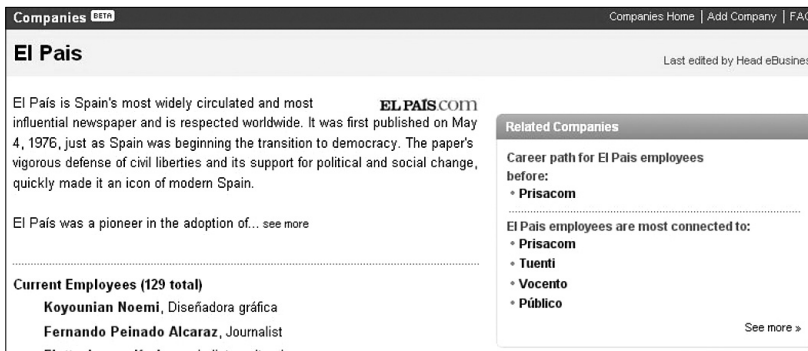 Companies BETA
Companies Home | Add Company | FAQ
El Pais
Last edited by Head eBusines
El País is Spain's most widely circulated and most
influential newspaper and is respected worldwide. It was first published on May
4, 1976, just as Spain was beginning the transition to democracy. The paper's
vigorous defense of civil liberties and its support for political and social change,
quickly made it an icon of modern Spain.
El País was a pioneer in the adoption of... see more
EL PAÍS.com
Current Employees (129 total)
Koyounian Noemi, Diseñadora gráfica
Fernando Peinado Alcaraz, Journalist
Related Companies
Career path for El Pais employees
before:
Prisacom
El Pais employees are most connected to:
Prisacom
Tuenti
Vocento
Público
See more »